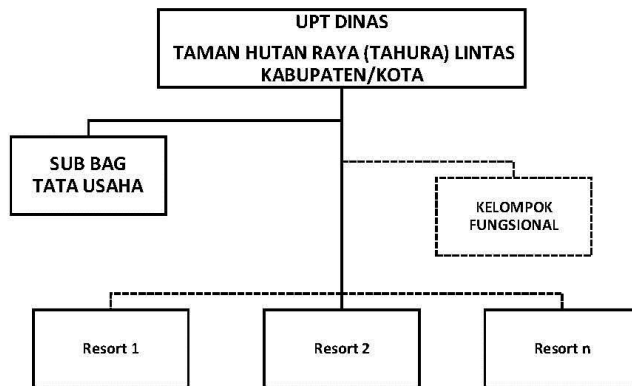 UPT DINAS
TAMAN HUTAN RAYA (TAHURA) LINTAS
KABUPATEN/KOTA
SUB BAG
TATA USAHA
KELOMPOK
FUNGSIONAL
Resort 1
Resort 2
Resort n